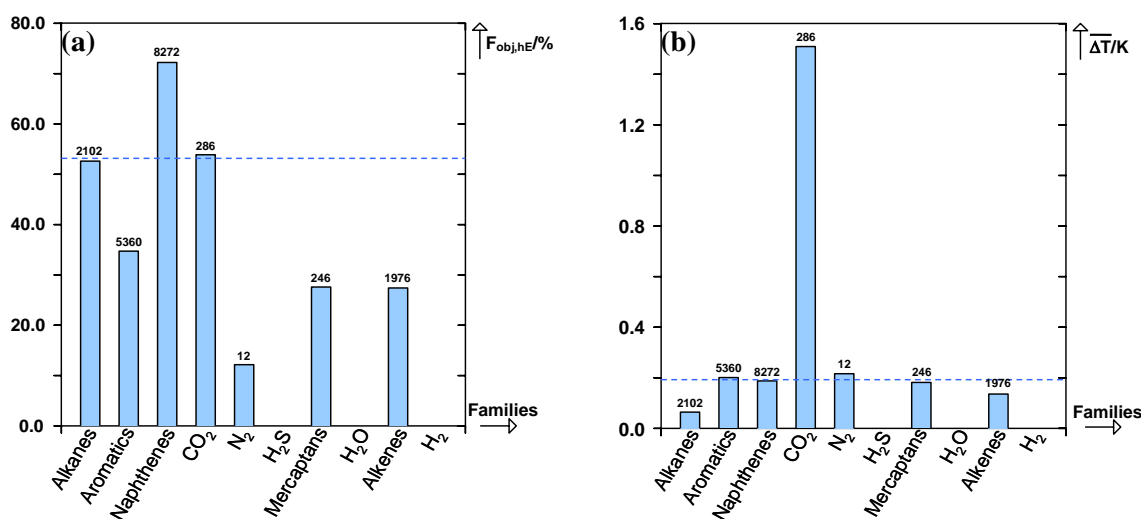 (a)
F_obj,hE/%
80.0
60.0
40.0
20.0
0.0
2102
5360
8272
286
12
246
1976
Families
Alkanes
Aromatics
Naphthenes
CO₂
N₂
H₂S
Mercaptans
H₂O
Alkenes
H₂
(b)
ΔT/K
1.6
1.2
0.8
0.4
0.0
2102
5360
8272
286
12
246
1976
Families
Alkanes
Aromatics
Naphthenes
CO₂
N₂
H₂S
Mercaptans
H₂O
Alkenes
H₂